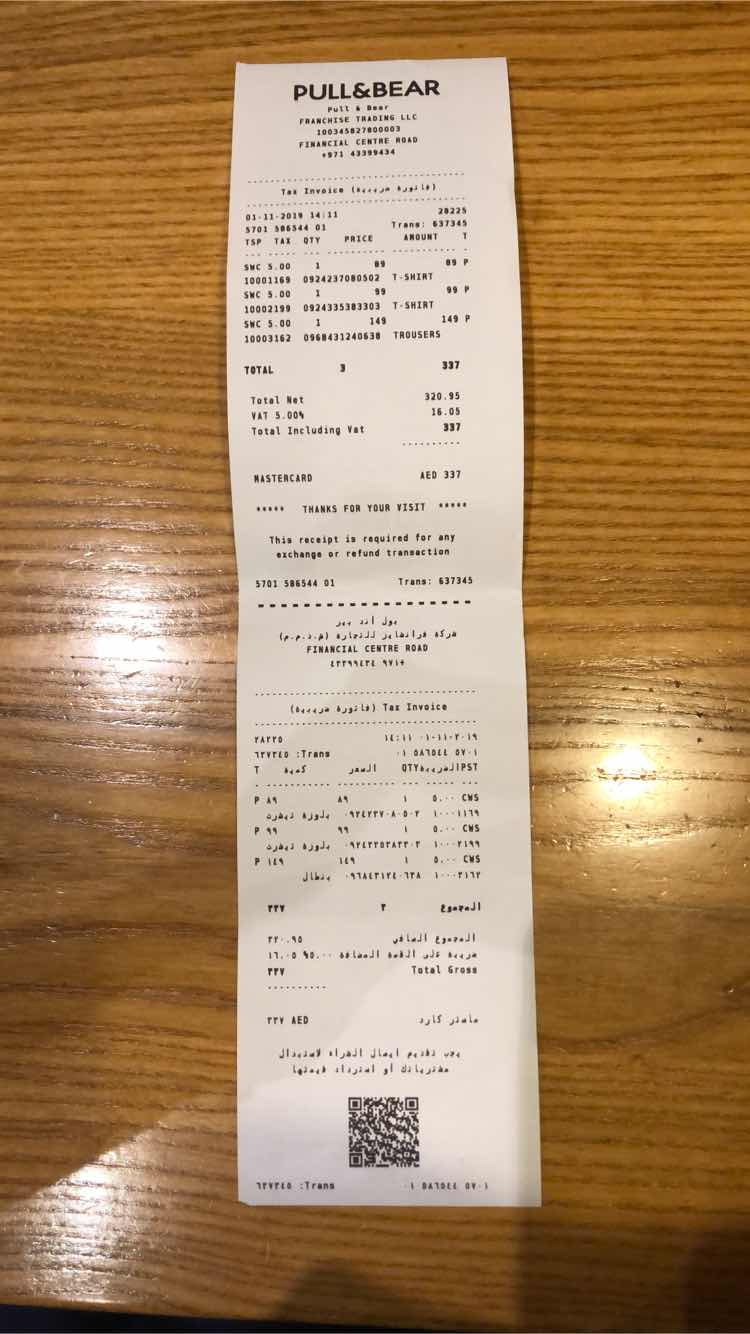 PULL&BEAR
Pull & Bear
FRANCHISE TRADING LLC
100345827800003
FINANCIAL CENTRE ROAD
+971 43399434
Tax Invoice (فاتورة ضريبية)
01-11-2019 14:11 28225
5701 586544 01 Trans: 637345
TSP TAX QTY PRICE AMOUNT T
SWC 5.00 1 89 89 P
10001169 0924237080502 T-SHIRT
SWC 5.00 1 99 99 P
10002199 0924335383303 T-SHIRT
SWC 5.00 1 149 149 P
10003162 0968431240638 TROUSERS
TOTAL 3 337
Total Net 320.95
VAT 5.00% 16.05
Total Including Vat 337
MASTERCARD AED 337
***** THANKS FOR YOUR VISIT *****
This receipt is required for any
exchange or refund transaction
5701 586544 01 Trans: 637345
بول أند بير
شركة فرانشايز للتجارة (ش.ذ.م.م)
FINANCIAL CENTRE ROAD
٤٣٣٩٩٤٣٤ ٩٧١+
(فاتورة ضريبية) Tax Invoice
٢٨٢٢٥ ١٤:١١ ٠١-١١-٢٠١٩
٦٣٧٣٤٥ :Trans ٠١ ٥٨٦٥٤٤ ٥٧٠١
T كمية السعر QTYالضريبةPST
P ٨٩ ٨٩ ١ ٥.٠٠ CWS
بلوزة تيشرت ٠٩٢٤٢٣٧٠٨٠٥٠٢ ١٠٠٠١١٦٩
P ٩٩ ٩٩ ١ ٥.٠٠ CWS
بلوزة تيشرت ٠٩٢٤٣٣٥٣٨٣٣٠٣ ١٠٠٠٢١٩٩
P ١٤٩ ١٤٩ ١ ٥.٠٠ CWS
بنطال ٠٩٦٨٤٣١٢٤٠٦٣٨ ١٠٠٠٣١٦٢
٣٣٧ ٣ المجموع
٣٢٠.٩٥ المجموع الصافي
١٦.٠٥ %٥.٠٠ ضريبة على القمة المضافة
٣٣٧ Total Gross
٣٣٧ AED ماستر كارد
يجب تقديم ايصال الشراء لاستبدال
مشترياتك أو استرداد قيمتها
٦٣٧٣٤٥ :Trans ٠١ ٥٨٦٥٤٤ ٥٧٠١